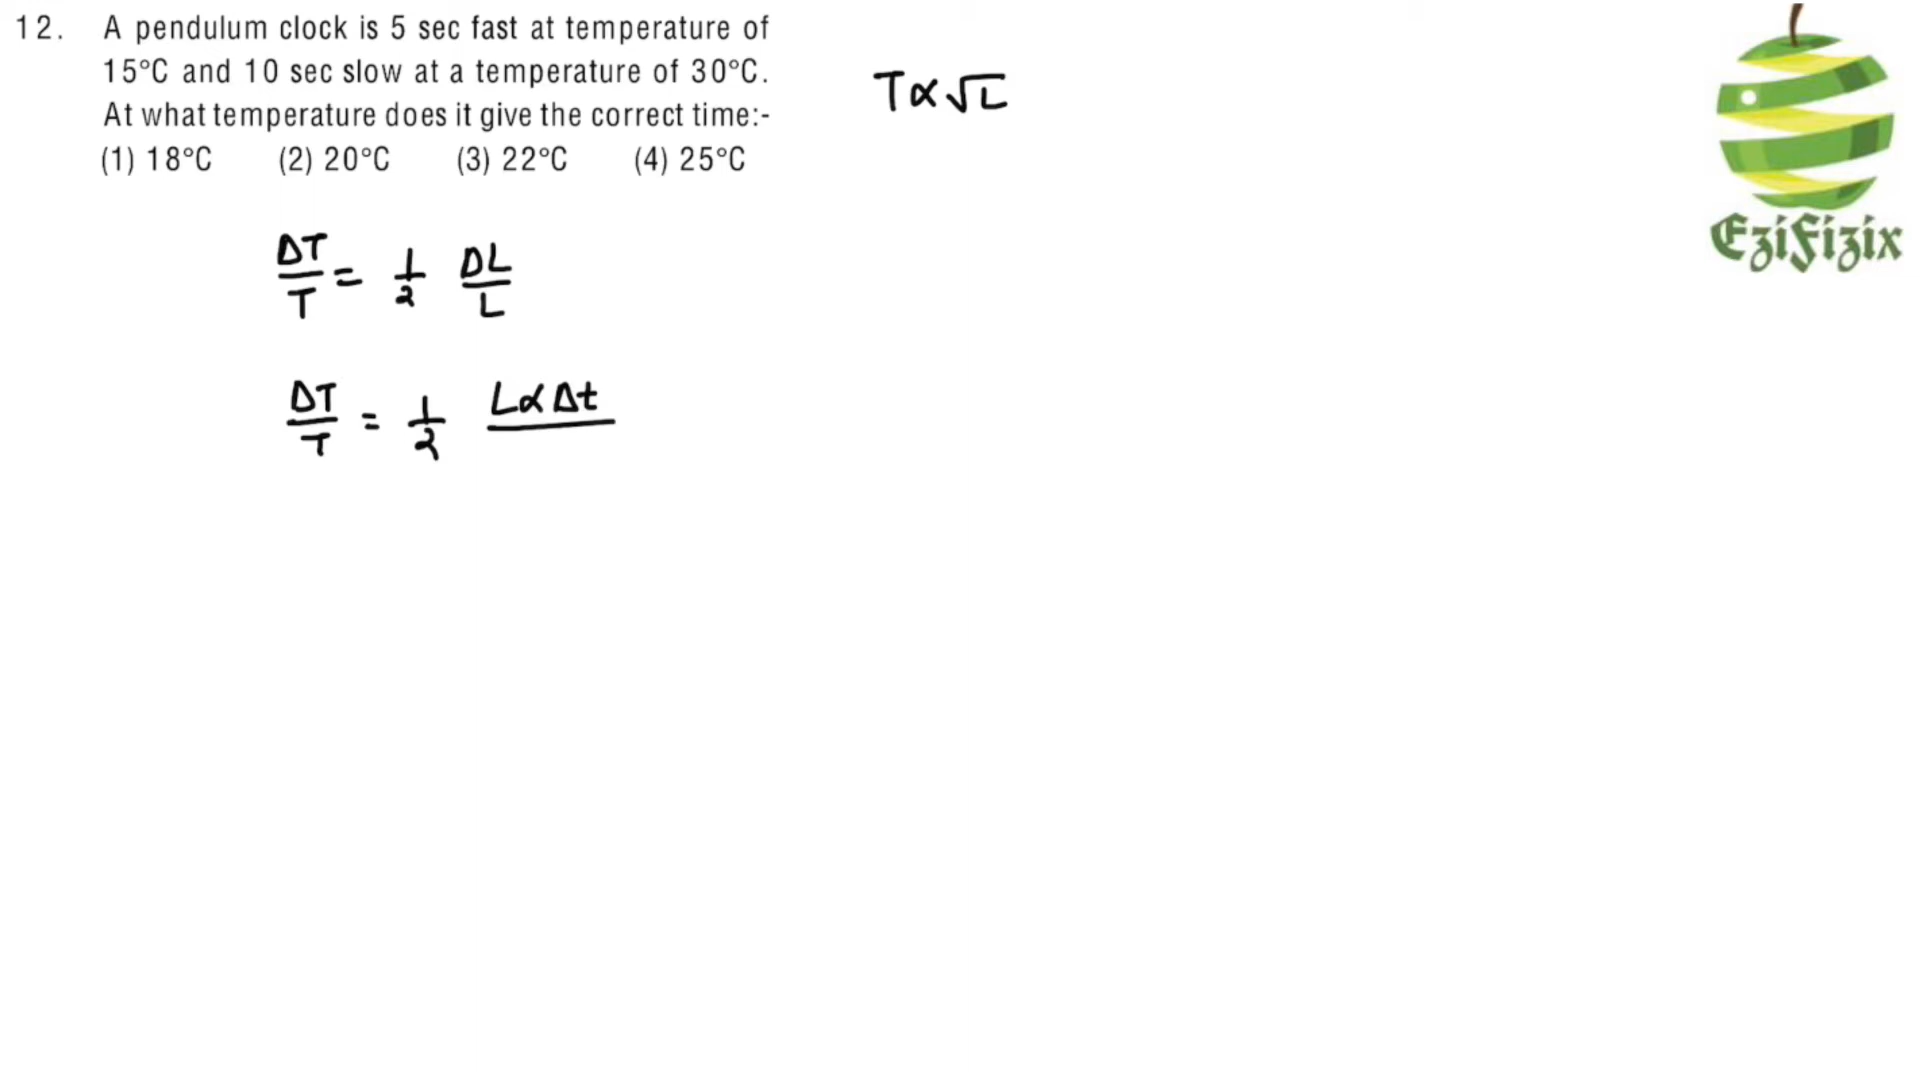 12. A pendulum clock is 5 sec fast at temperature of
15°C and 10 sec slow at a temperature of 30°C.
At what temperature does it give the correct time:-
(1) 18°C (2) 20°C (3) 22°C (4) 25°C
T∝√L
EziFizix
ΔT/T = 1/2 ΔL/L
ΔT/T = 1/2 L∝Δt